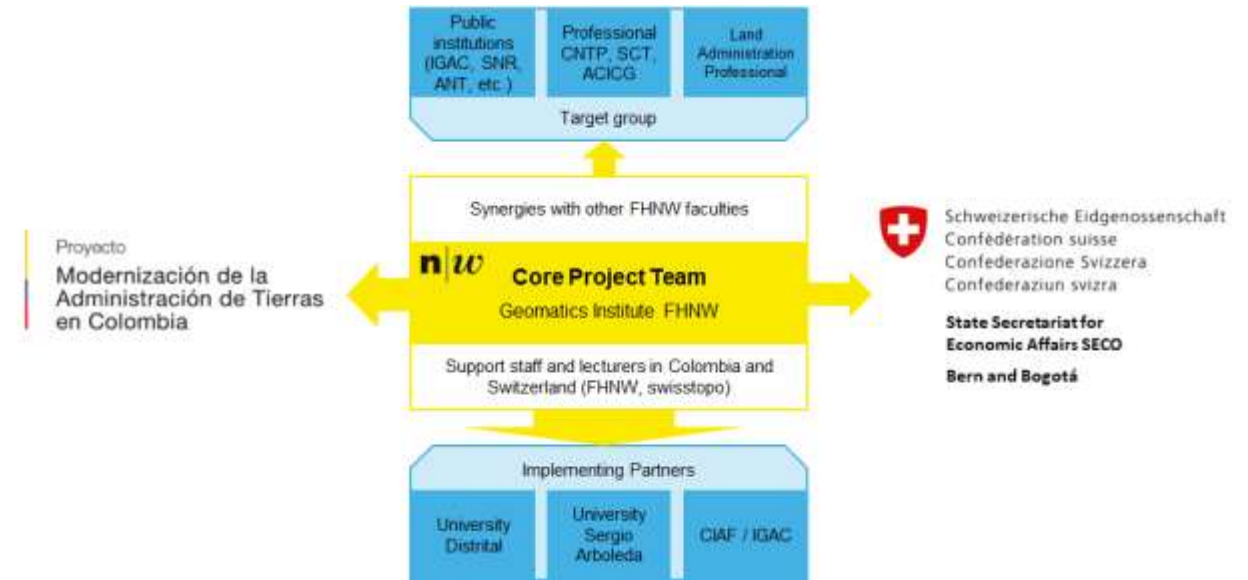 Public
institutions
(IGAC, SNR,
ANT, etc.)
Professional
CNTP, SCT,
ACICG
Land
Administration
Professional
Target group
Synergies with other FHNW faculties
n|w
Core Project Team
Geomatics Institute FHNW
Support staff and lecturers in Colombia and
Switzerland (FHNW, swisstopo)
Proyecto
Modernización de la
Administración de Tierras
en Colombia
Schweizerische Eidgenossenschaft
Confédération suisse
Confederazione Svizzera
Confederaziun svizra
State Secretariat for
Economic Affairs SECO
Bern and Bogotá
Implementing Partners
University
Distrital
University
Sergio
Arboleda
CIAF / IGAC